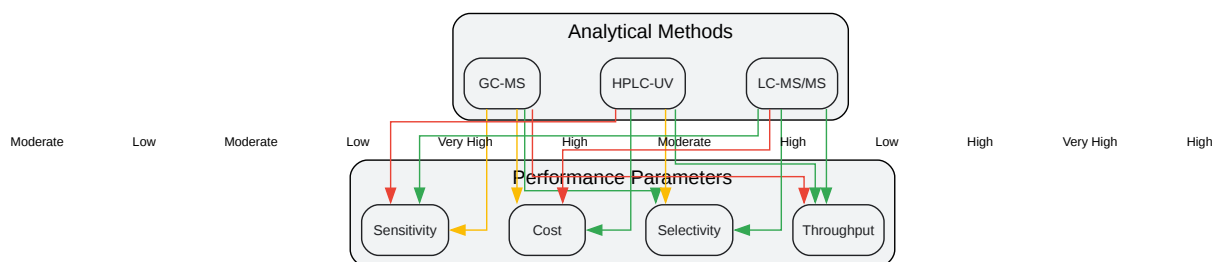 Analytical Methods
GC-MS
HPLC-UV
LC-MS/MS
Moderate
Low
Moderate
Low
Very High
High
Moderate
High
Low
High
Very High
High
Performance Parameters
Sensitivity
Cost
Selectivity
Throughput